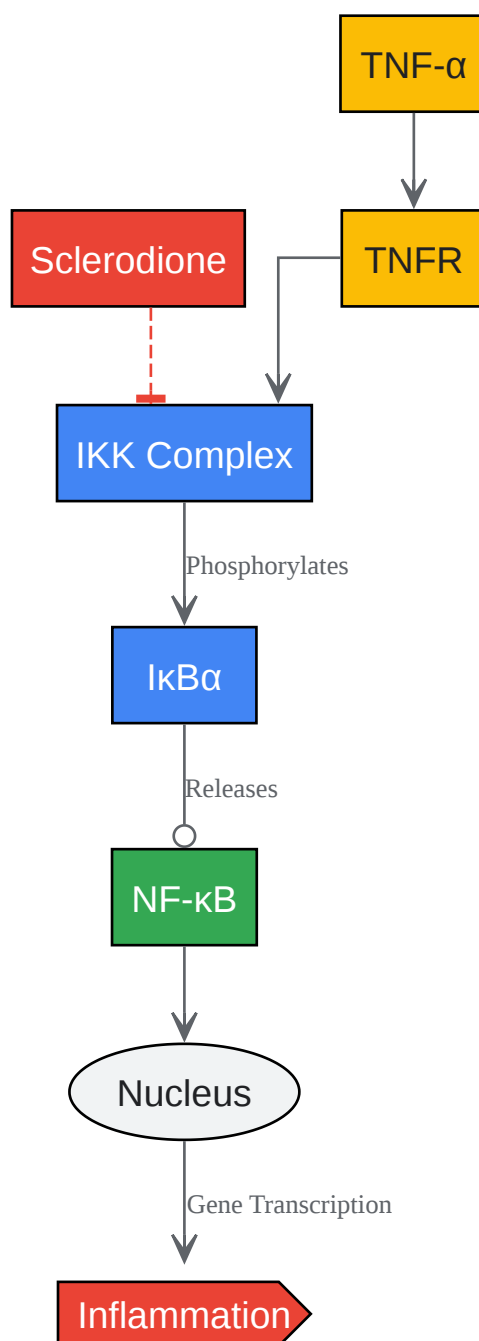 TNF-α
Sclerodione
TNFR
IKK Complex
Phosphorylates
IκBα
Releases
NF-κB
Nucleus
Gene Transcription
Inflammation